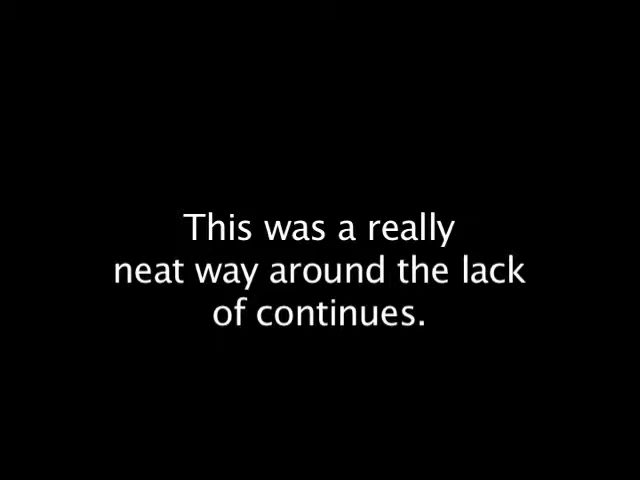 This was a really
neat way around the lack
of continues.